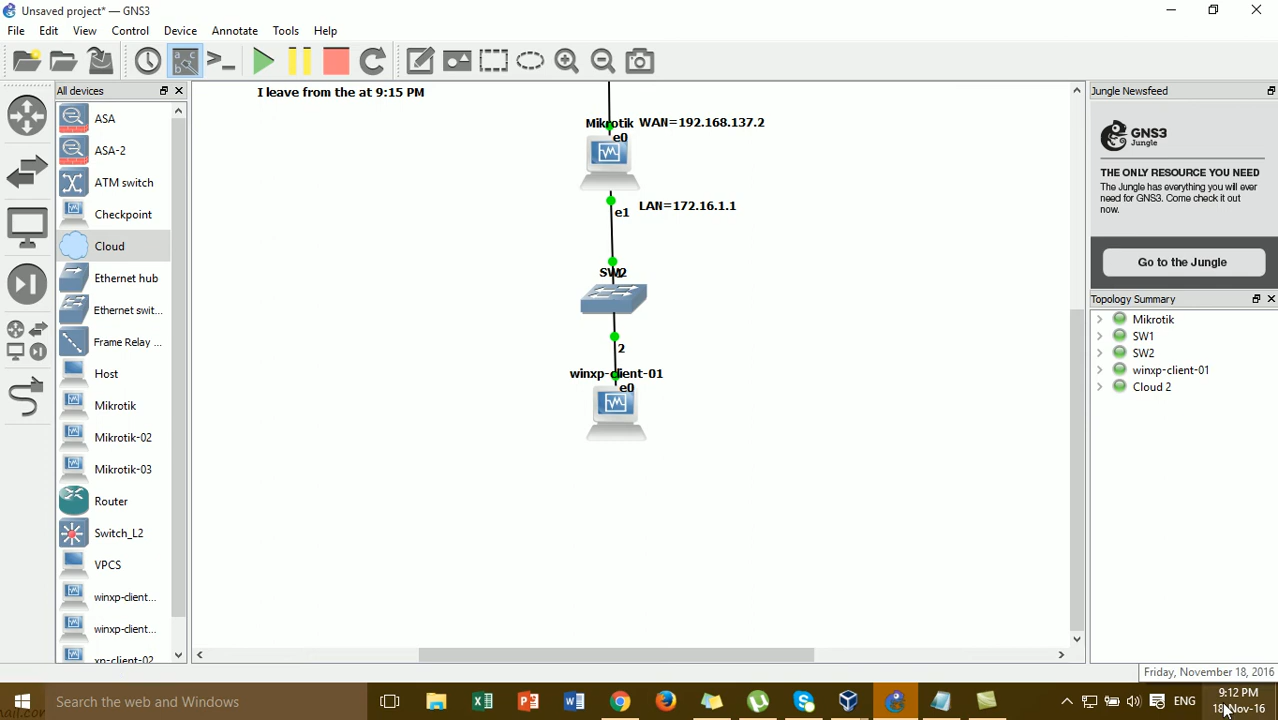 Unsaved project* — GNS3
File Edit View Control Device Annotate Tools Help
All devices
ASA
ASA-2
ATM switch
Checkpoint
Cloud
Ethernet hub
Ethernet swit...
Frame Relay ...
Host
Mikrotik
Mikrotik-02
Mikrotik-03
Router
Switch_L2
VPCS
winxp-client...
winxp-client...
xp-client-02
I leave from the at 9:15 PM
Mikrotik WAN=192.168.137.2
e0
LAN=172.16.1.1
e1
SW2
2
winxp-client-01
e0
Jungle Newsfeed
GNS3
Jungle
THE ONLY RESOURCE YOU NEED
The Jungle has everything you will ever
need for GNS3. Come check it out
now.
Go to the Jungle
Topology Summary
Mikrotik
SW1
SW2
winxp-client-01
Cloud 2
Friday, November 18, 2016
Search the web and Windows
ENG
9:12 PM
18-Nov-16